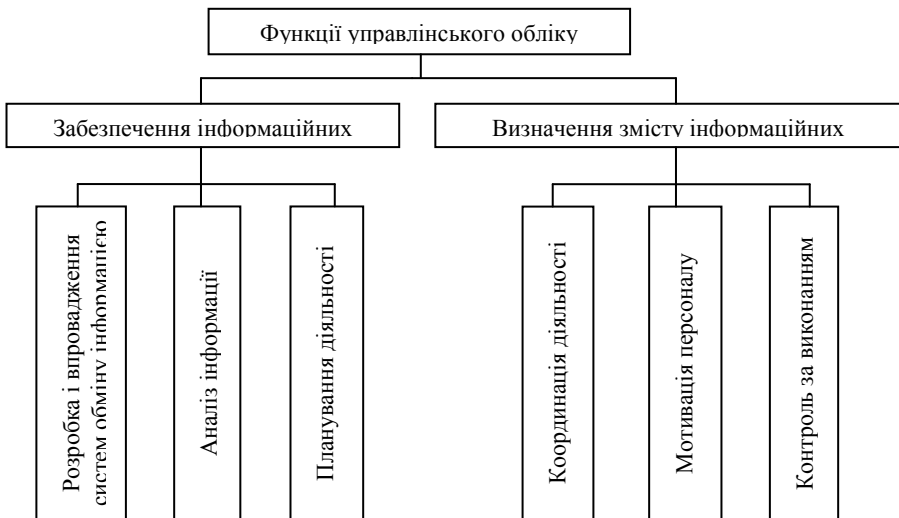 Функції управлінського обліку
Забезпечення інформаційних
Визначення змісту інформаційних
Розробка і впровадження
систем обміну інформацією
Аналіз інформації
Планування діяльності
Координація діяльності
Мотивація персоналу
Контроль за виконанням